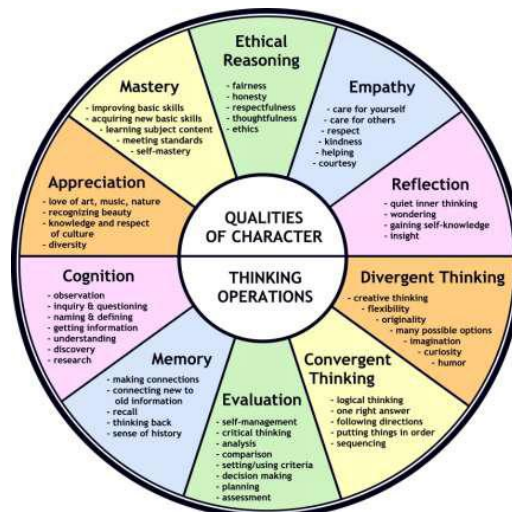 Ethical
Reasoning
- fairness
- honesty
- respectfulness
- thoughtfulness
- ethics
Empathy
- care for yourself
- care for others
- respect
- kindness
- helping
- courtesy
Reflection
- quiet inner thinking
- wondering
- gaining self-knowledge
- insight
Divergent Thinking
- creative thinking
- flexibility
- originality
- many possible options
- imagination
- curiosity
- humor
Convergent
Thinking
- logical thinking
- one right answer
- following directions
- putting things in order
- sequencing
Evaluation
- self-management
- critical thinking
- analysis
- comparison
- setting/using criteria
- decision making
- planning
- assessment
Memory
- making connections
- connecting new to
old information
- recall
- thinking back
- sense of history
Cognition
- observation
- inquiry & questioning
- naming & defining
- getting information
- understanding
- discovery
- research
Appreciation
- love of art, music, nature
- recognizing beauty
- knowledge and respect
of culture
- diversity
Mastery
- improving basic skills
- acquiring new basic skills
- learning subject content
- meeting standards
- self-mastery
QUALITIES
OF CHARACTER
THINKING
OPERATIONS